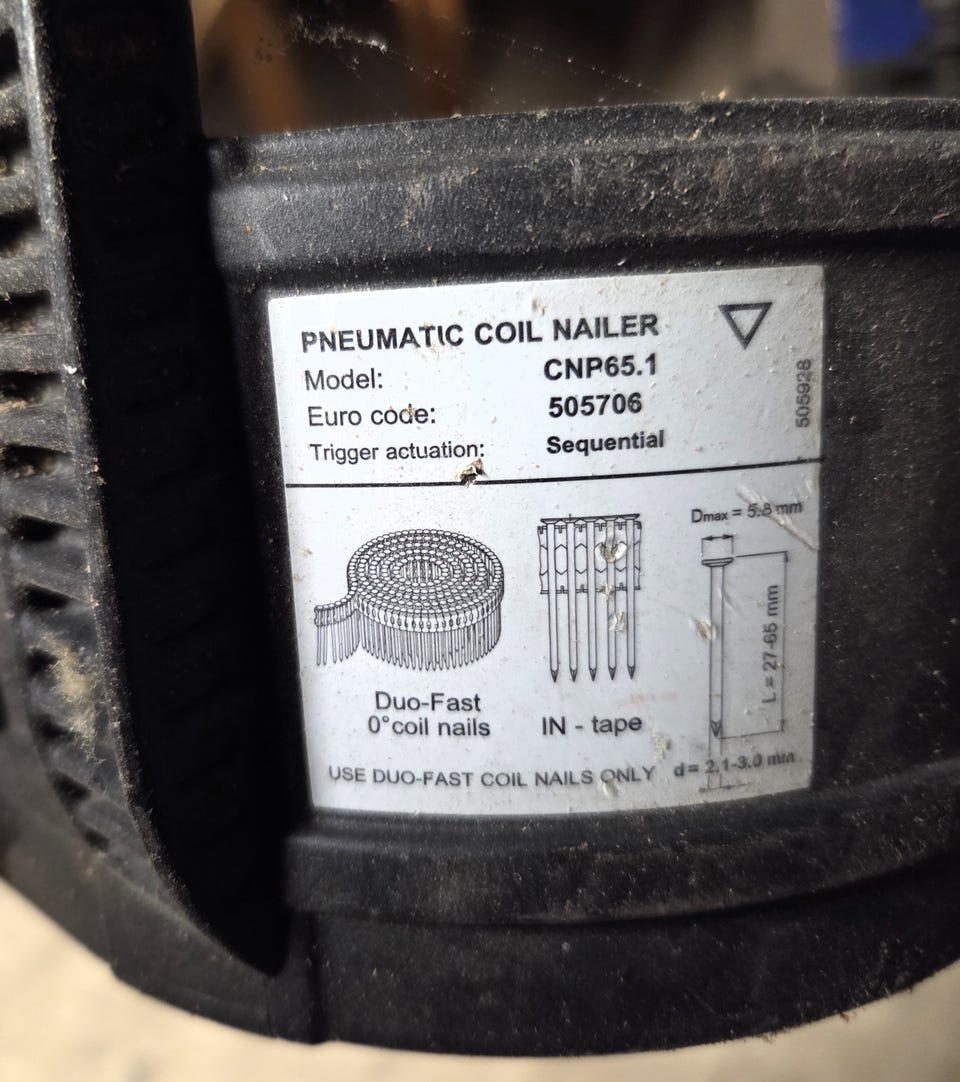 PNEUMATIC COIL NAILER
Model: CNP65.1
Euro code: 505706
Trigger actuation: Sequential
505928
Dmax = 5.8 mm
L = 27-65 mm
Duo-Fast
0°coil nails
IN - tape
USE DUO-FAST COIL NAILS ONLY
d= 2.1-3.0 mm